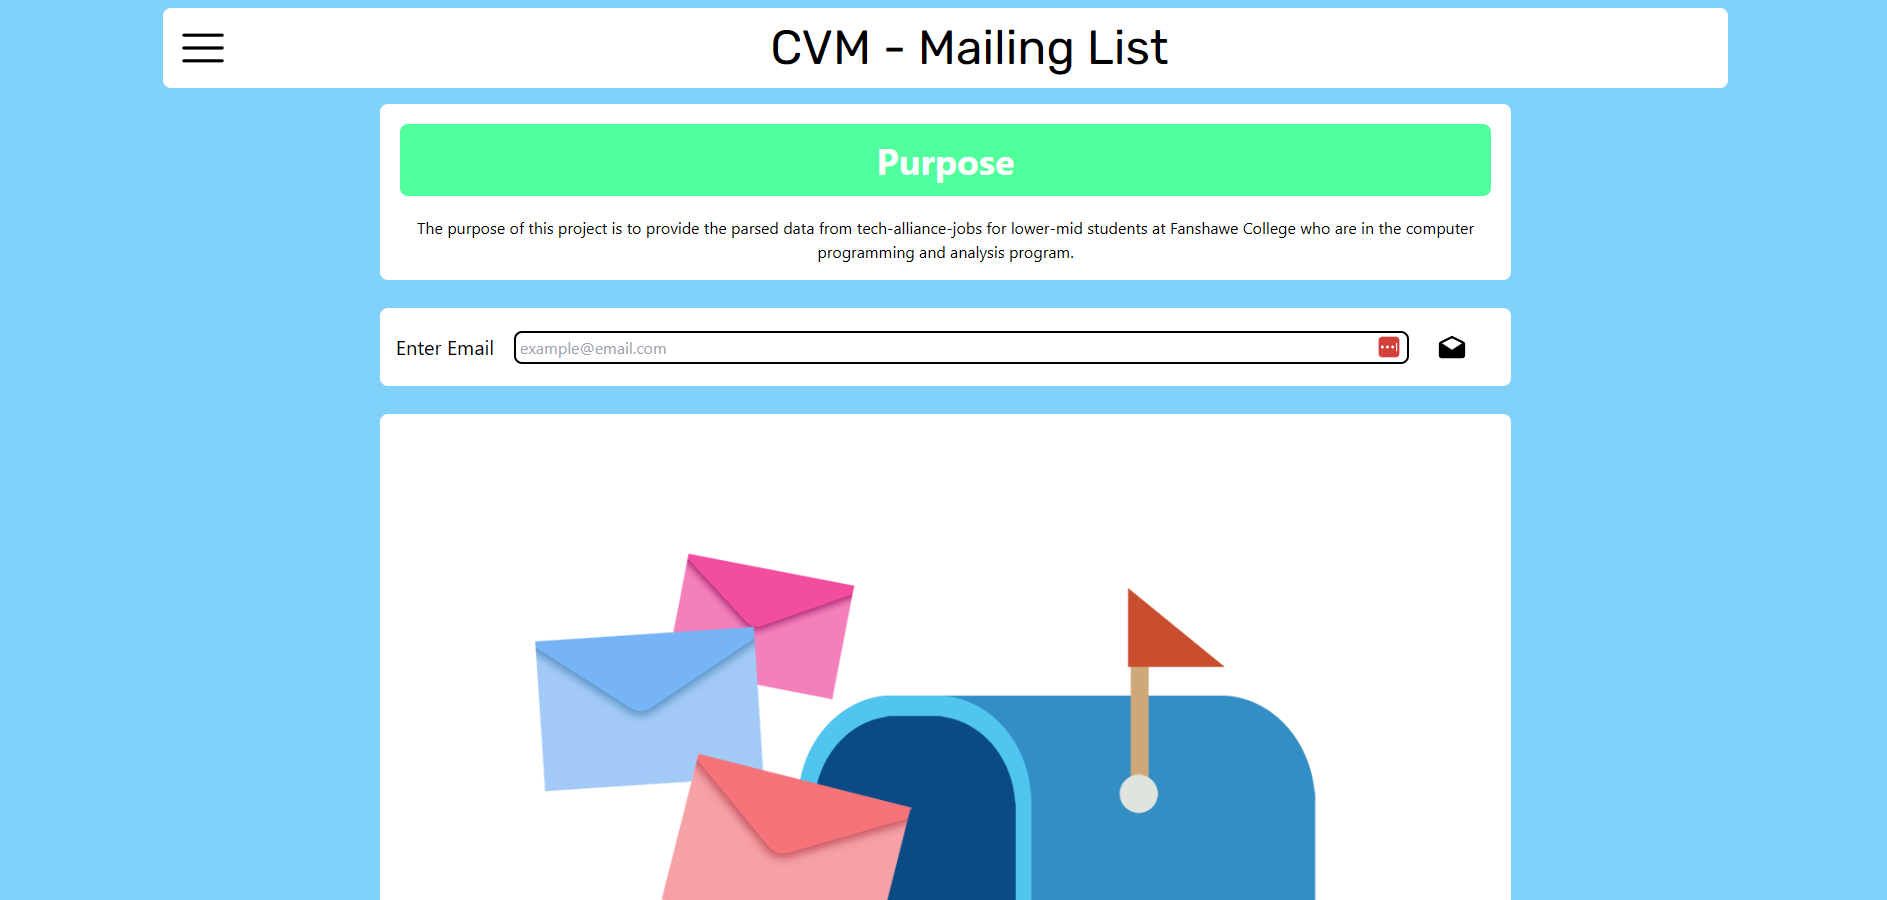 CVM - Mailing List
Purpose
The purpose of this project is to provide the parsed data from tech-alliance-jobs for lower-mid students at Fanshawe College who are in the computer
programming and analysis program.
Enter Email example@email.com